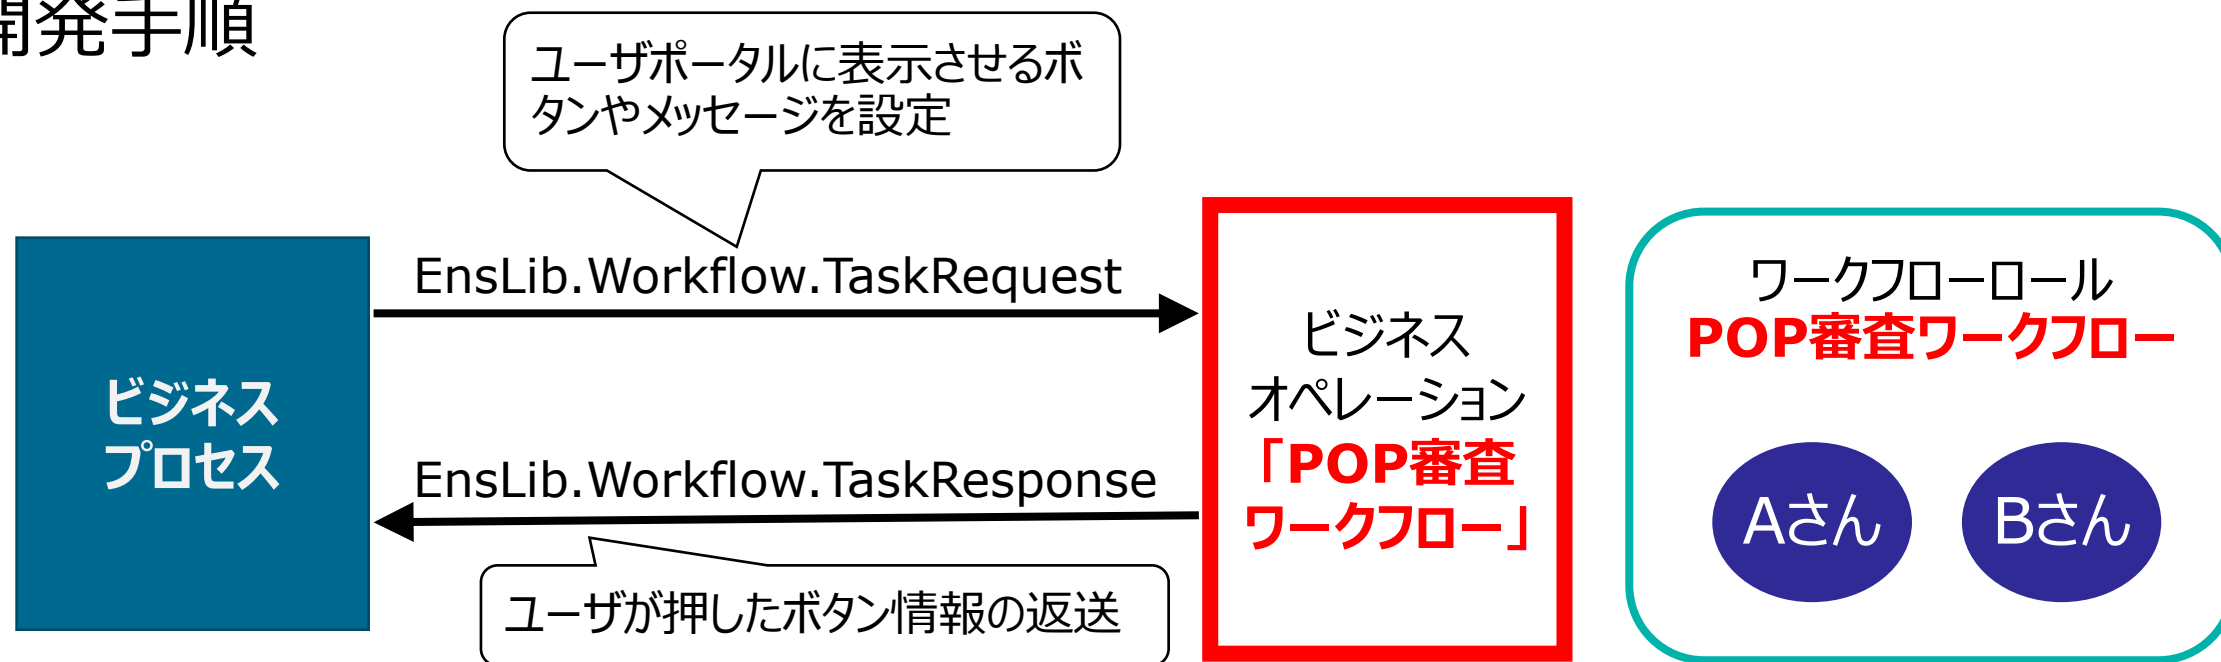 開発手順
ユーザポータルに表示させるボ
タンやメッセージを設定
EnsLib.Workflow.TaskRequest
ビジネス
プロセス
EnsLib.Workflow.TaskResponse
ユーザが押したボタン情報の返送
ビジネス
オペレーション
「POP審査
ワークフロー」
ワークフローロール
POP審査ワークフロー
Aさん
Bさん